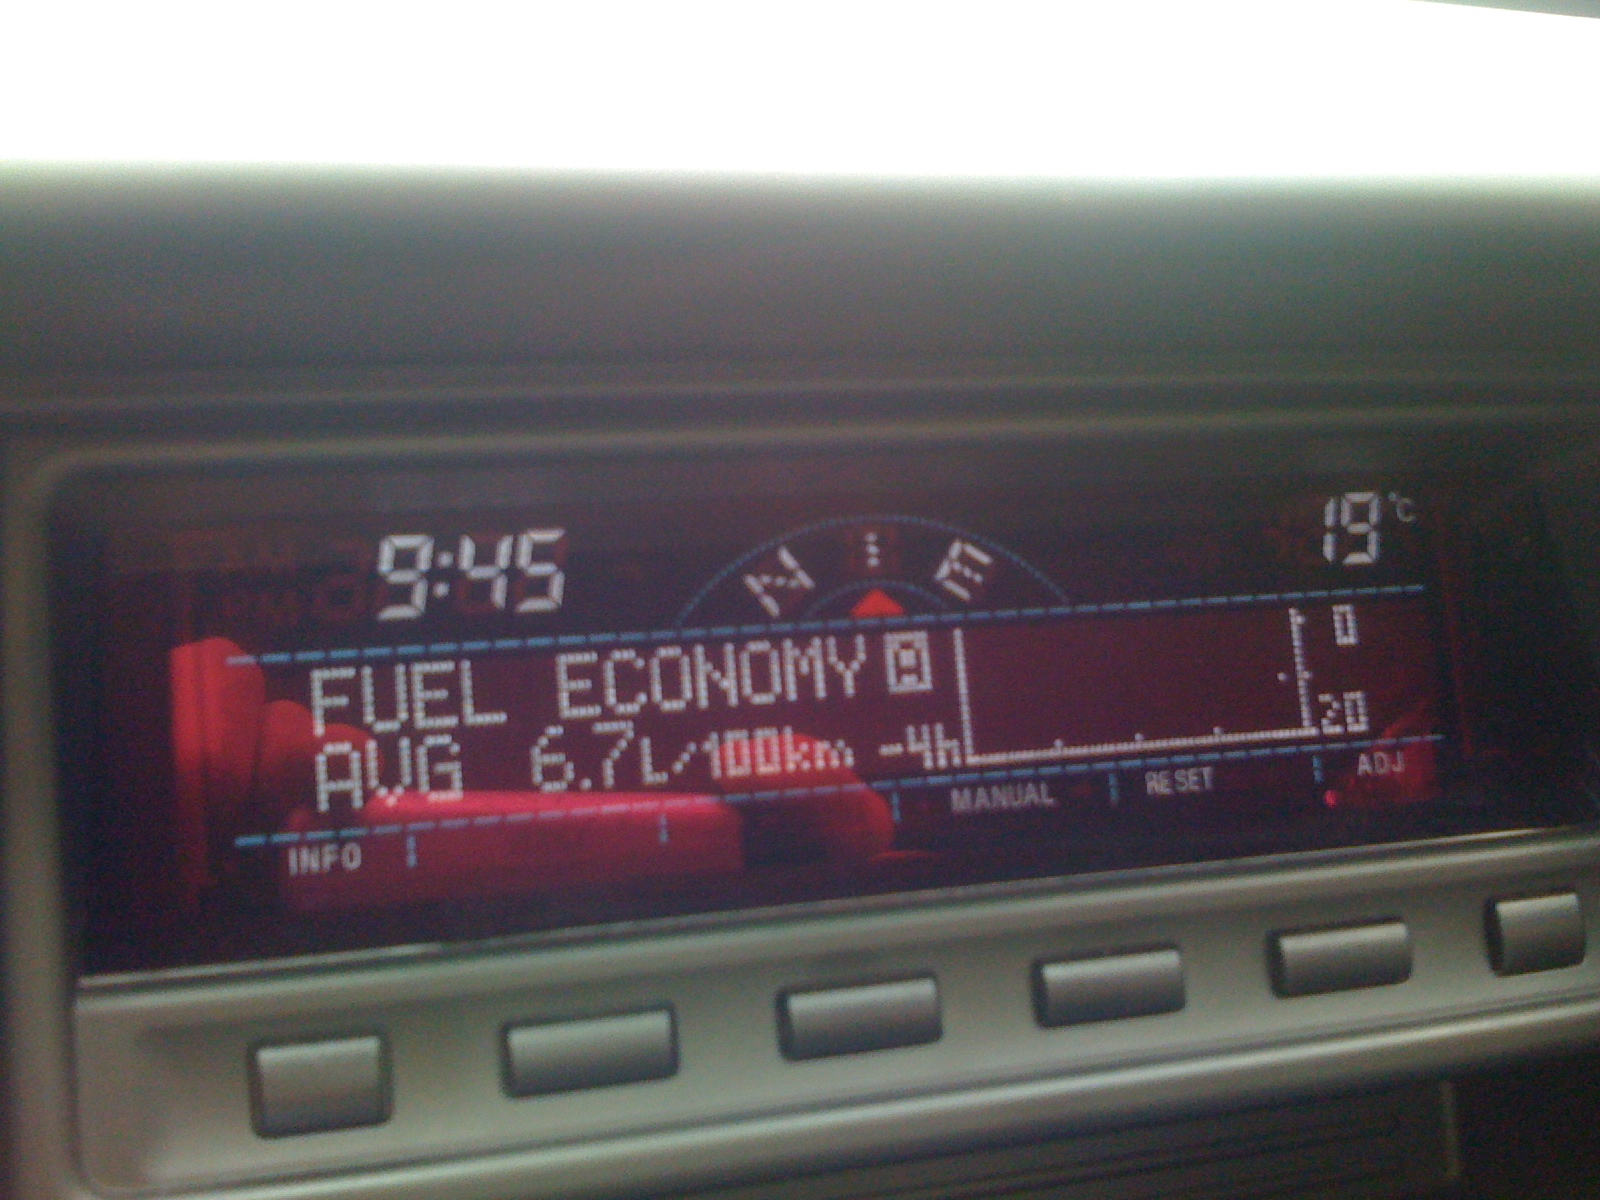 9:45 N E 19°C
FUEL ECONOMY M 0
AVG 6.7L/100km -4h 20
INFO MANUAL RESET ADJ